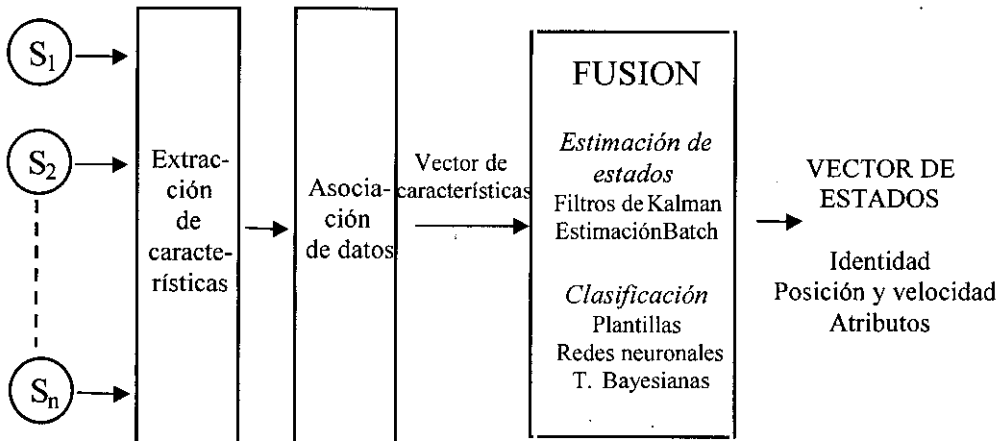 S1
S2
Sn
Extrac-
ción
de
caracte-
rísticas
Asocia-
ción
de datos
Vector de
características
FUSION
Estimación de
estados
Filtros de Kalman
EstimaciónBatch
Clasificación
Plantillas
Redes neuronales
T. Bayesianas
VECTOR DE
ESTADOS
Identidad
Posición y velocidad
Atributos